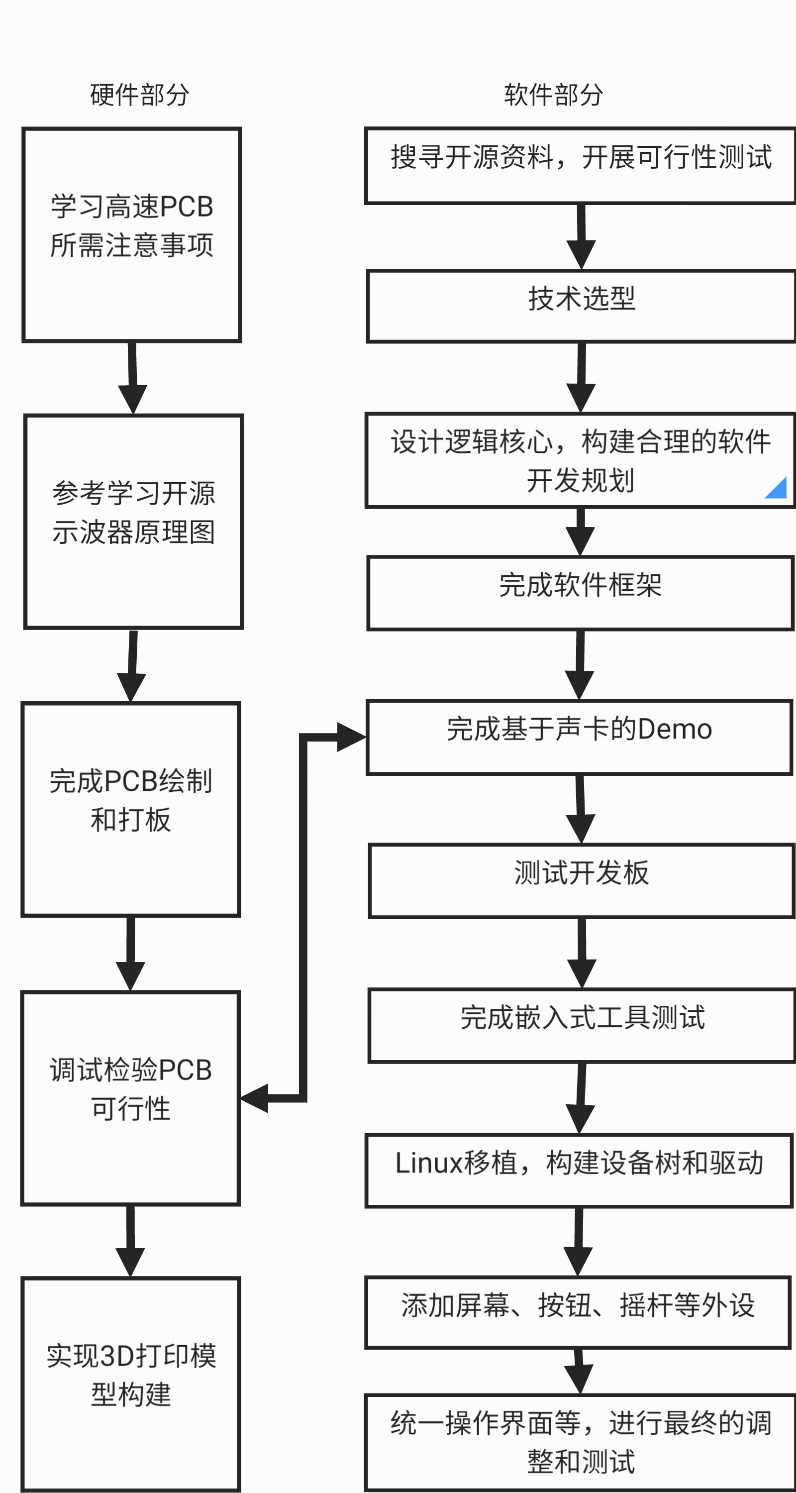 硬件部分
学习高速PCB
所需注意事项
参考学习开源
示波器原理图
完成PCB绘制
和打板
调试检验PCB
可行性
实现3D打印模
型构建
软件部分
搜寻开源资料，开展可行性测试
技术选型
设计逻辑核心，构建合理的软件
开发规划
完成软件框架
完成基于声卡的Demo
测试开发板
完成嵌入式工具测试
Linux移植，构建设备树和驱动
添加屏幕、按钮、摇杆等外设
统一操作界面等，进行最终的调
整和测试